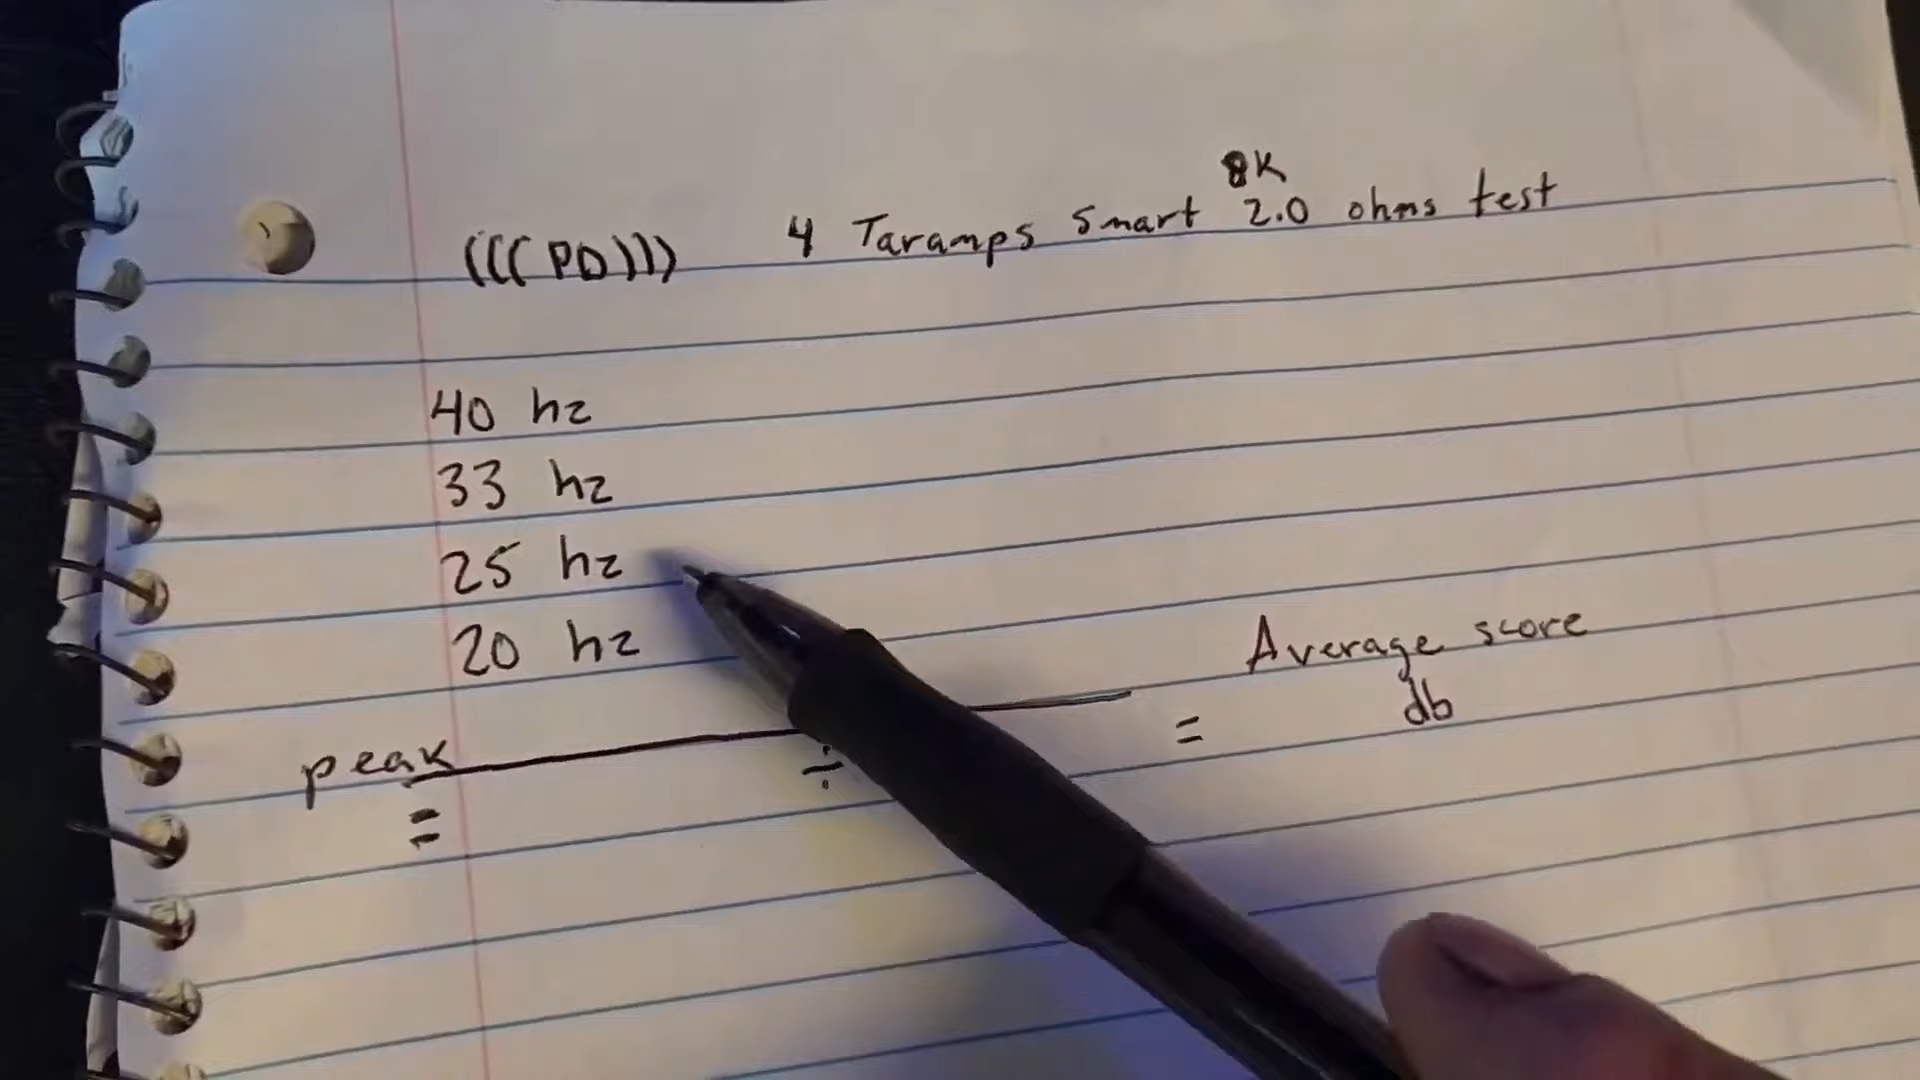 8K
(((PD))) 4 Taramps Smart 2.0 ohms test
40 hz
33 hz
25 hz
20 hz
Average score
peak ÷ = db
=